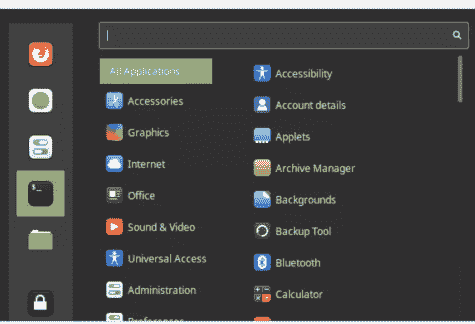 All Applications
Accessories
Graphics
Internet
Office
Sound & Video
Universal Access
Administration
Preferences
Accessibility
Account details
Applets
Archive Manager
Backgrounds
Backup Tool
Bluetooth
Calculator
$_